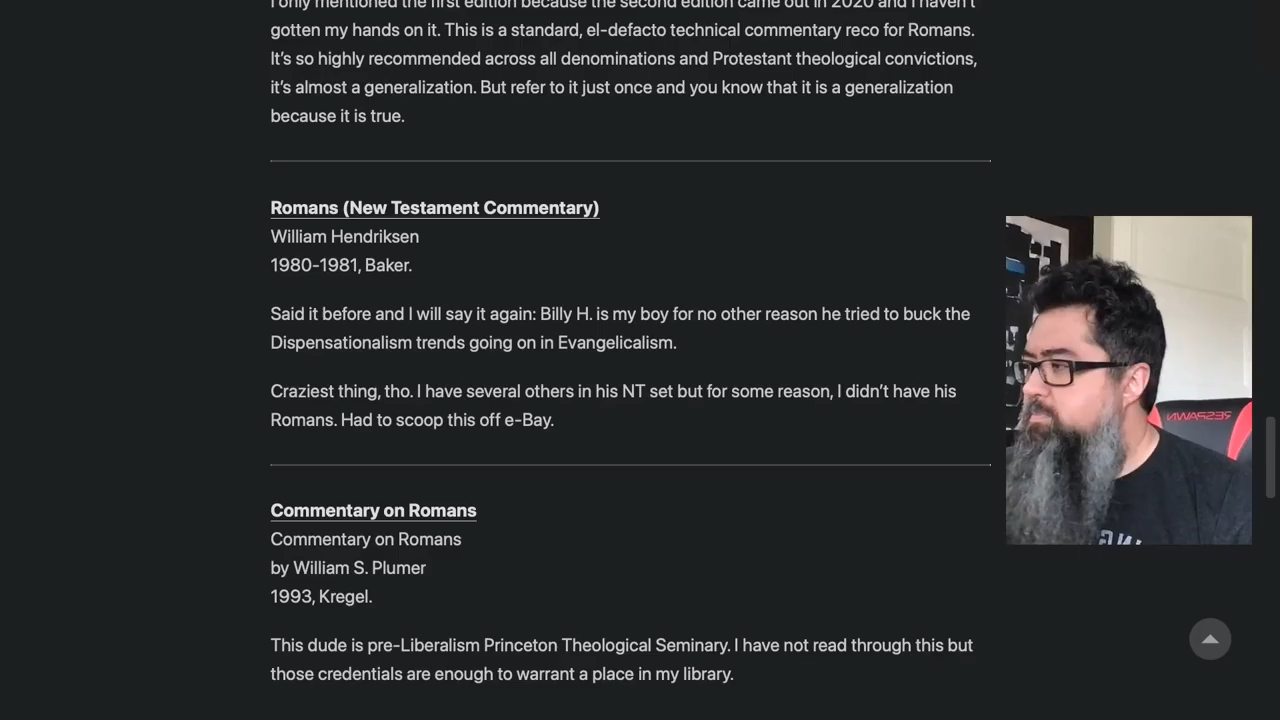 I only mentioned the first edition because the second edition came out in 2020 and I haven't
gotten my hands on it. This is a standard, el-defacto technical commentary reco for Romans.
It's so highly recommended across all denominations and Protestant theological convictions,
it's almost a generalization. But refer to it just once and you know that it is a generalization
because it is true.
Romans (New Testament Commentary)
William Hendriksen
1980-1981, Baker.
Said it before and I will say it again: Billy H. is my boy for no other reason he tried to buck the
Dispensationalism trends going on in Evangelicalism.
Craziest thing, tho. I have several others in his NT set but for some reason, I didn't have his
Romans. Had to scoop this off e-Bay.
RESPAWN
Commentary on Romans
Commentary on Romans
by William S. Plumer
1993, Kregel.
This dude is pre-Liberalism Princeton Theological Seminary. I have not read through this but
those credentials are enough to warrant a place in my library.